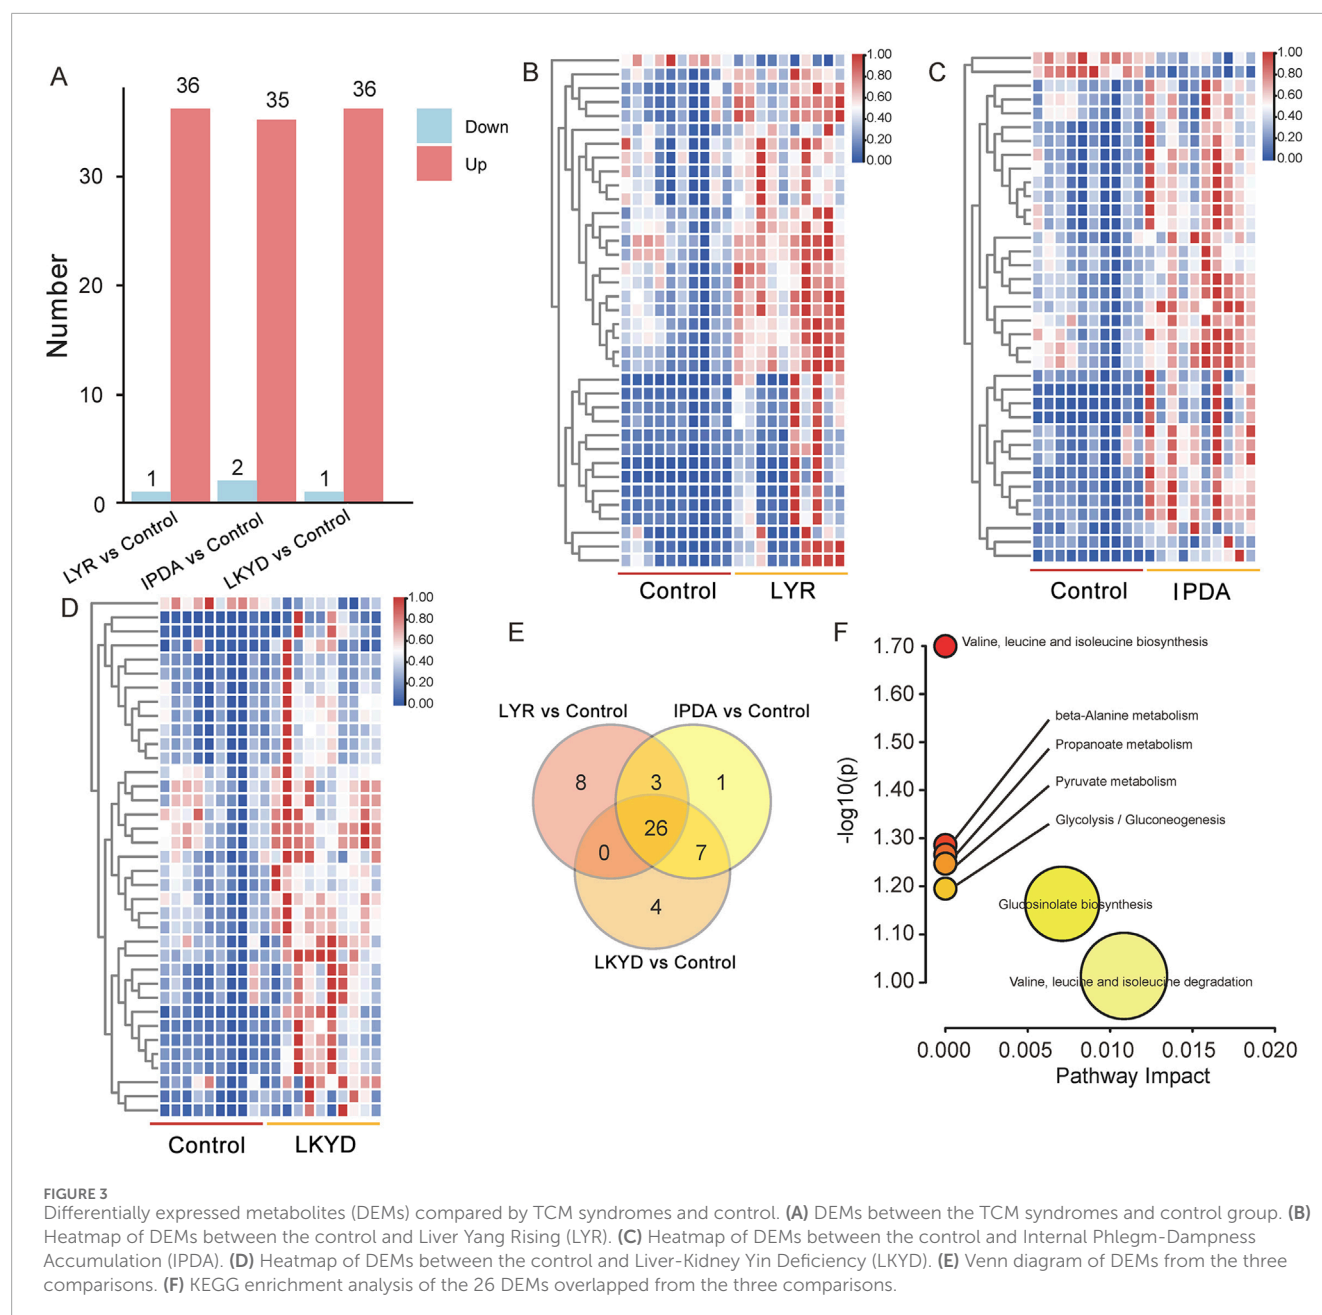 A
36
35
36
Down
Up
30
20
10
0
1
2
1
Number
LYR vs Control
IPDA vs Control
LKYD vs Control
B
1.00
0.80
0.60
0.40
0.20
0.00
Control
LYR
C
1.00
0.80
0.60
0.40
0.20
0.00
Control
IPDA
D
1.00
0.80
0.60
0.40
0.20
0.00
Control
LKYD
E
LYR vs Control
IPDA vs Control
8
3
1
26
0
7
4
LKYD vs Control
F
1.70
1.60
1.50
1.40
1.30
1.20
1.10
1.00
-log10(p)
Valine, leucine and isoleucine biosynthesis
beta-Alanine metabolism
Propanoate metabolism
Pyruvate metabolism
Glycolysis / Gluconeogenesis
Glucosinolate biosynthesis
Valine, leucine and isoleucine degradation
0.000
0.005
0.010
0.015
0.020
Pathway Impact
FIGURE 3
Differentially expressed metabolites (DEMs) compared by TCM syndromes and control. (A) DEMs between the TCM syndromes and control group. (B)
Heatmap of DEMs between the control and Liver Yang Rising (LYR). (C) Heatmap of DEMs between the control and Internal Phlegm-Dampness
Accumulation (IPDA). (D) Heatmap of DEMs between the control and Liver-Kidney Yin Deficiency (LKYD). (E) Venn diagram of DEMs from the three
comparisons. (F) KEGG enrichment analysis of the 26 DEMs overlapped from the three comparisons.